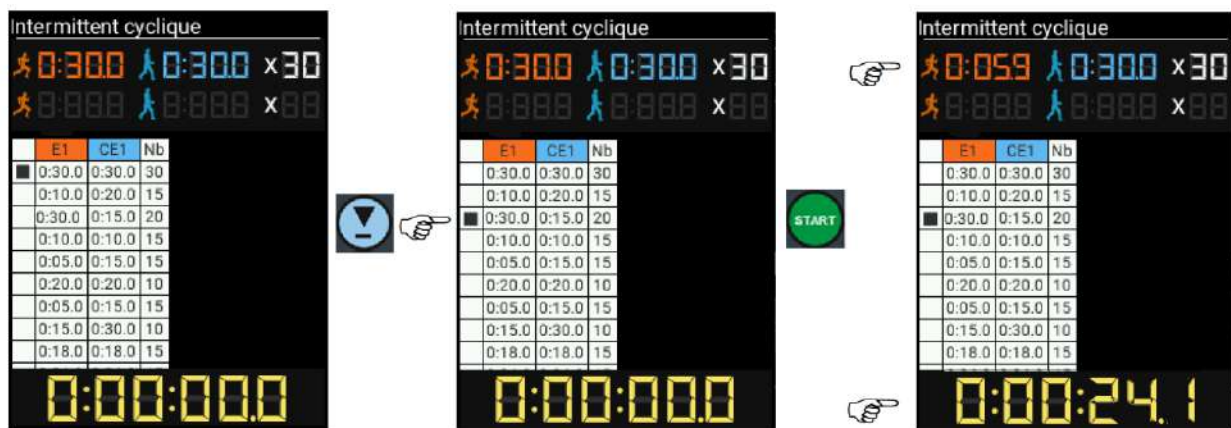 Intermittent cyclique
0:30.0 0:30.0 x30
x
E1 CE1 Nb
0:30.0 0:30.0 30
0:10.0 0:20.0 15
0:30.0 0:15.0 20
0:10.0 0:10.0 15
0:05.0 0:15.0 15
0:20.0 0:20.0 10
0:05.0 0:15.0 15
0:15.0 0:30.0 10
0:18.0 0:18.0 15
0:00:00.0
Intermittent cyclique
0:30.0 0:30.0 x30
x
E1 CE1 Nb
0:30.0 0:30.0 30
0:10.0 0:20.0 15
0:30.0 0:15.0 20
0:10.0 0:10.0 15
0:05.0 0:15.0 15
0:20.0 0:20.0 10
0:05.0 0:15.0 15
0:15.0 0:30.0 10
0:18.0 0:18.0 15
0:00:00.0
START
Intermittent cyclique
0:05.9 0:30.0 x30
x
E1 CE1 Nb
0:30.0 0:30.0 30
0:10.0 0:20.0 15
0:30.0 0:15.0 20
0:10.0 0:10.0 15
0:05.0 0:15.0 15
0:20.0 0:20.0 10
0:05.0 0:15.0 15
0:15.0 0:30.0 10
0:18.0 0:18.0 15
0:00:24.1